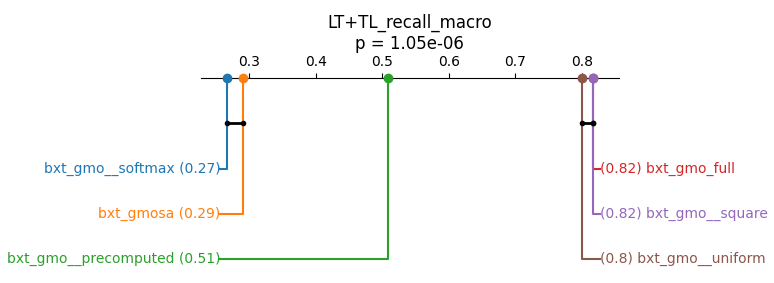 LT+TL_recall_macro
p = 1.05e-06
0.3 0.4 0.5 0.6 0.7 0.8
bxt_gmo__softmax (0.27)
(0.82) bxt_gmo_full
bxt_gmosa (0.29)
(0.82) bxt_gmo__square
bxt_gmo__precomputed (0.51)
(0.8) bxt_gmo__uniform